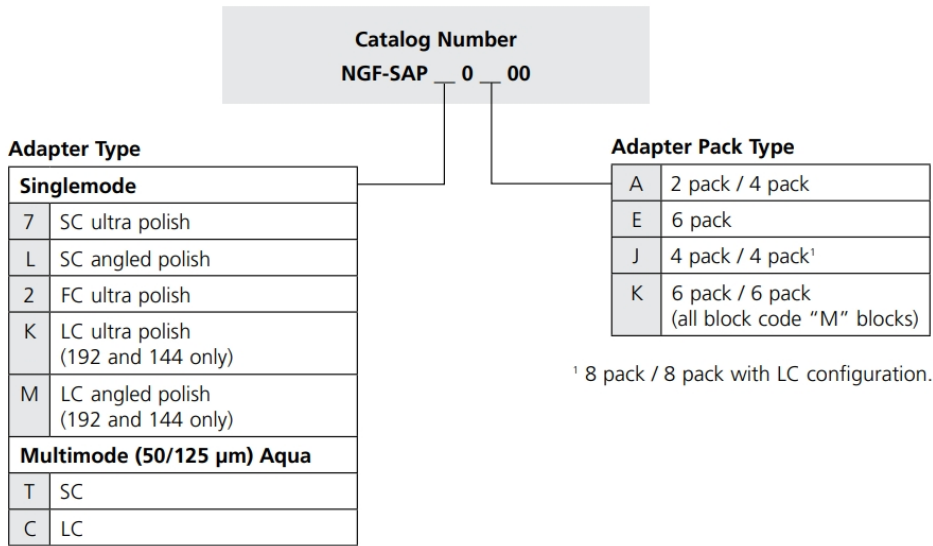 Catalog Number
NGF-SAP __ 0 __ 00
Adapter Type
Singlemode
7 SC ultra polish
L SC angled polish
2 FC ultra polish
K LC ultra polish
(192 and 144 only)
M LC angled polish
(192 and 144 only)
Multimode (50/125 µm) Aqua
T SC
C LC
Adapter Pack Type
A 2 pack / 4 pack
E 6 pack
J 4 pack / 4 pack¹
K 6 pack / 6 pack
(all block code “M” blocks)
¹ 8 pack / 8 pack with LC configuration.